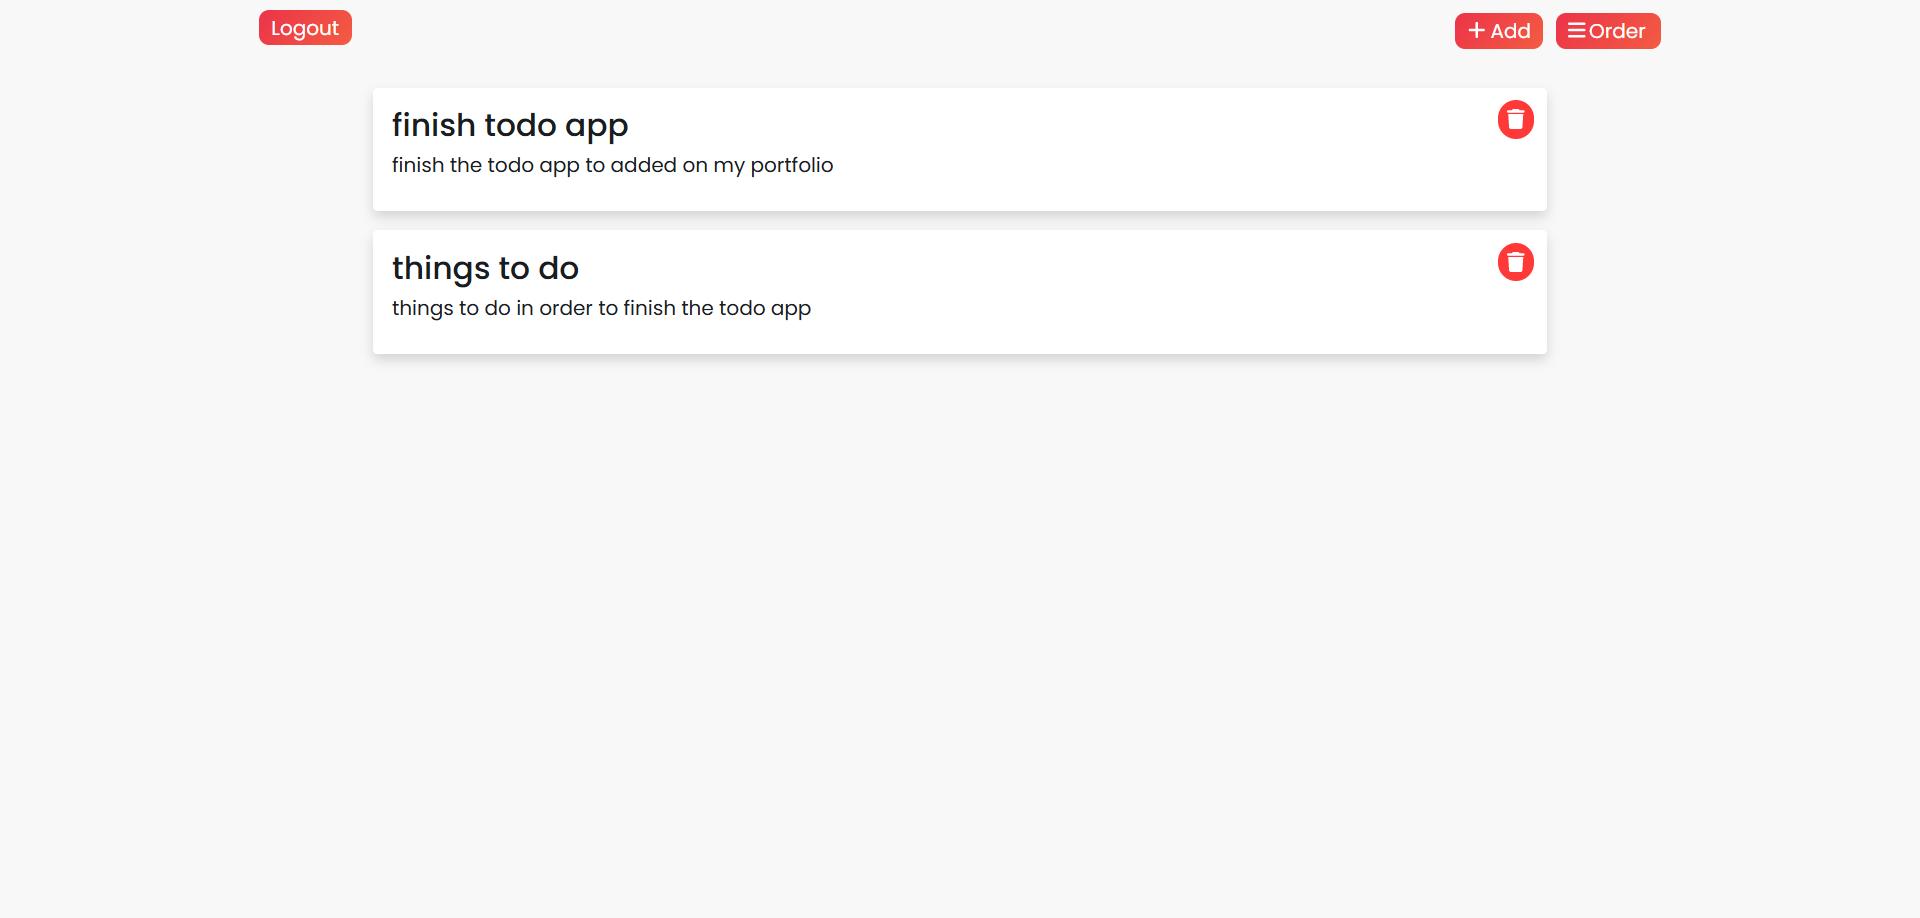 Logout
Add
Order
finish todo app
finish the todo app to added on my portfolio
things to do
things to do in order to finish the todo app